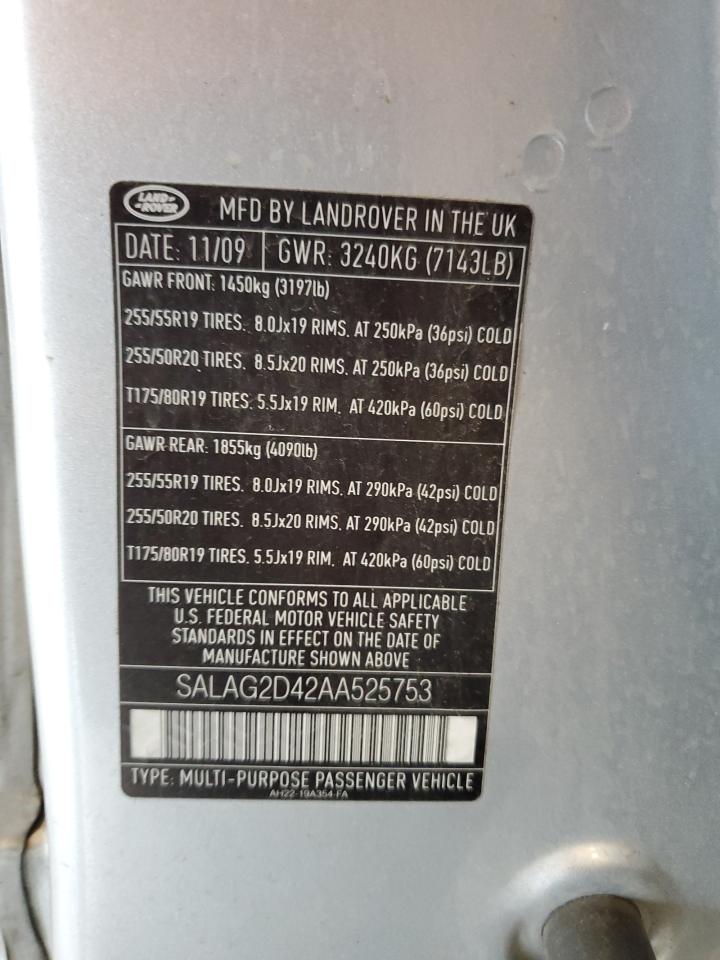 LAND-
-ROVER
MFD BY LANDROVER IN THE UK
DATE: 11/09 GWR: 3240KG (7143LB)
GAWR FRONT: 1450kg (3197lb)
255/55R19 TIRES. 8.0Jx19 RIMS. AT 250kPa (36psi) COLD
255/50R20 TIRES. 8.5Jx20 RIMS. AT 250kPa (36psi) COLD
T175/80R19 TIRES. 5.5Jx19 RIM. AT 420kPa (60psi) COLD
GAWR REAR: 1855kg (4090lb)
255/55R19 TIRES. 8.0Jx19 RIMS. AT 290kPa (42psi) COLD
255/50R20 TIRES. 8.5Jx20 RIMS. AT 290kPa (42psi) COLD
T175/80R19 TIRES. 5.5Jx19 RIM. AT 420kPa (60psi) COLD
THIS VEHICLE CONFORMS TO ALL APPLICABLE
U.S. FEDERAL MOTOR VEHICLE SAFETY
STANDARDS IN EFFECT ON THE DATE OF
MANUFACTURE SHOWN ABOVE
SALAG2D42AA525753
TYPE: MULTI-PURPOSE PASSENGER VEHICLE
AH22-19A354-FA